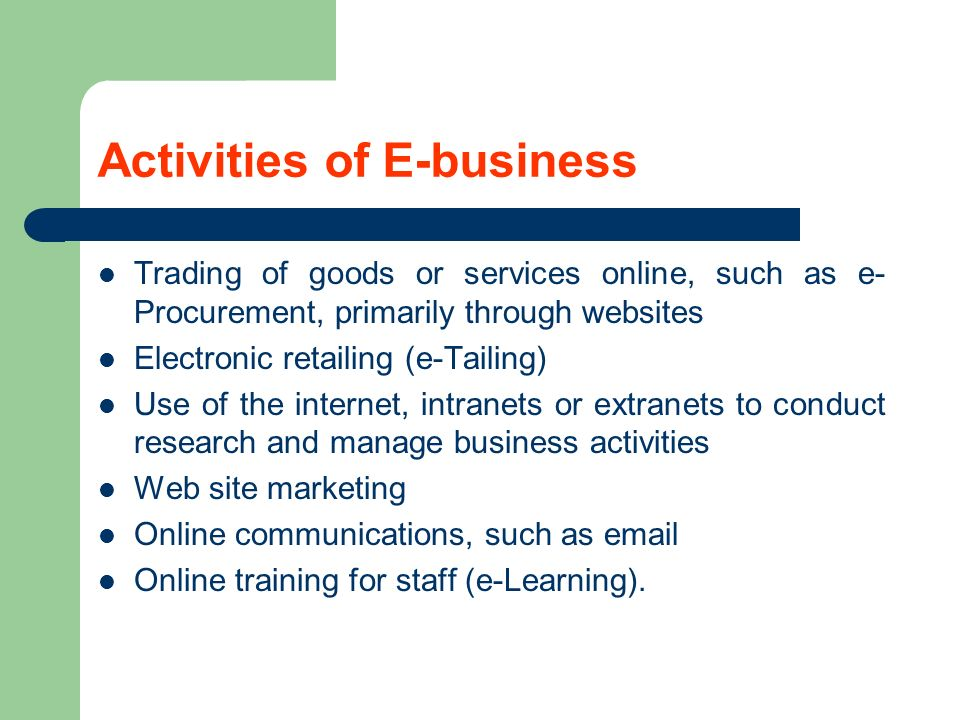 Activities of E-business
Trading of goods or services online, such as e-
Procurement, primarily through websites
Electronic retailing (e-Tailing)
Use of the internet, intranets or extranets to conduct
research and manage business activities
Web site marketing
Online communications, such as email
Online training for staff (e-Learning).